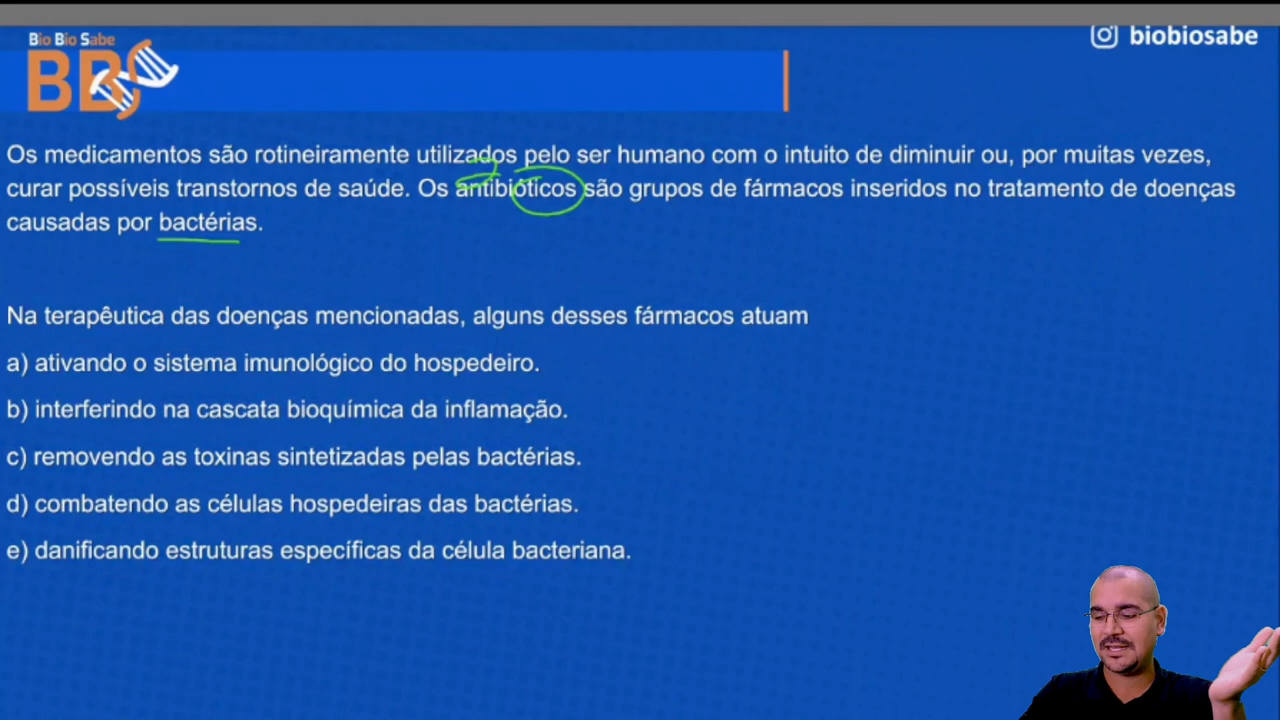 Bio Bio Sabe
BBS
biobiosabe
Os medicamentos são rotineiramente utilizados pelo ser humano com o intuito de diminuir ou, por muitas vezes,
curar possíveis transtornos de saúde. Os antibióticos são grupos de fármacos inseridos no tratamento de doenças
causadas por bactérias.
Na terapêutica das doenças mencionadas, alguns desses fármacos atuam
a) ativando o sistema imunológico do hospedeiro.
b) interferindo na cascata bioquímica da inflamação.
c) removendo as toxinas sintetizadas pelas bactérias.
d) combatendo as células hospedeiras das bactérias.
e) danificando estruturas específicas da célula bacteriana.